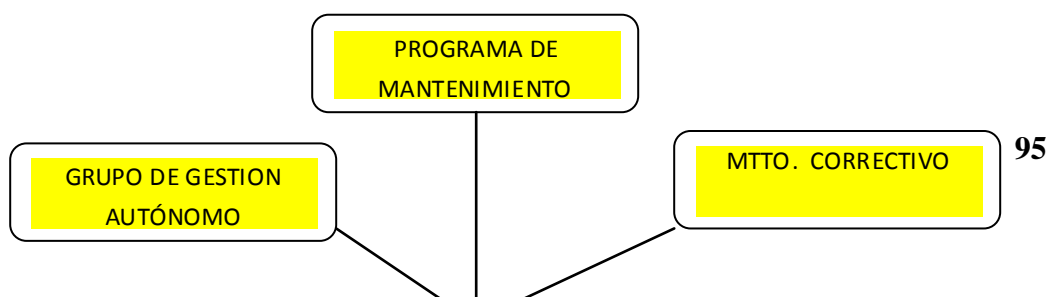 PROGRAMA DE
MANTENIMIENTO
GRUPO DE GESTION
AUTÓNOMO
MTTO. CORRECTIVO
95